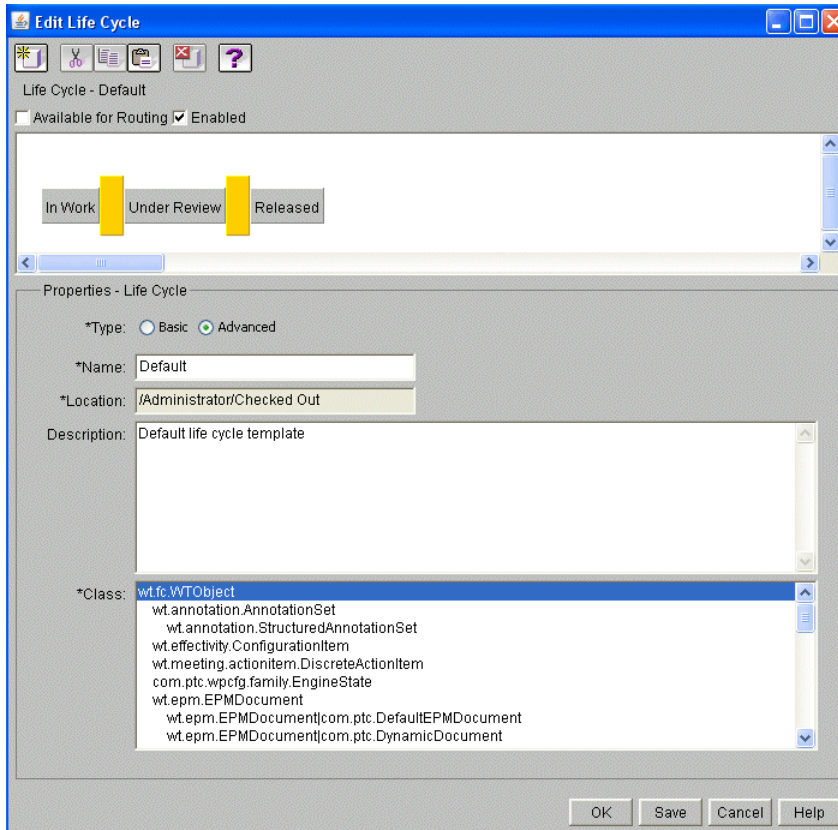 Edit Life Cycle
?
Life Cycle - Default
Available for Routing Enabled
In Work Under Review Released
Properties - Life Cycle
*Type: Basic Advanced
*Name: Default
*Location: /Administrator/Checked Out
Description: Default life cycle template
*Class: wt.fc.WTObject
wt.annotation.AnnotationSet
wt.annotation.StructuredAnnotationSet
wt.effectivity.ConfigurationItem
wt.meeting.actionitem.DiscreteActionItem
com.ptc.wpcfg.family.EngineState
wt.epm.EPMDocument
wt.epm.EPMDocument|com.ptc.DefaultEPMDocument
wt.epm.EPMDocument|com.ptc.DynamicDocument
OK Save Cancel Help